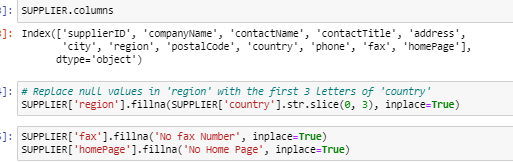 ]: SUPPLIER.columns
]: Index(['supplierID', 'companyName', 'contactName', 'contactTitle', 'address',
'city', 'region', 'postalCode', 'country', 'phone', 'fax', 'homePage'],
dtype='object')
]: # Replace null values in 'region' with the first 3 letters of 'country'
SUPPLIER['region'].fillna(SUPPLIER['country'].str.slice(0, 3), inplace=True)
]: SUPPLIER['fax'].fillna('No fax Number', inplace=True)
SUPPLIER['homePage'].fillna('No Home Page', inplace=True)